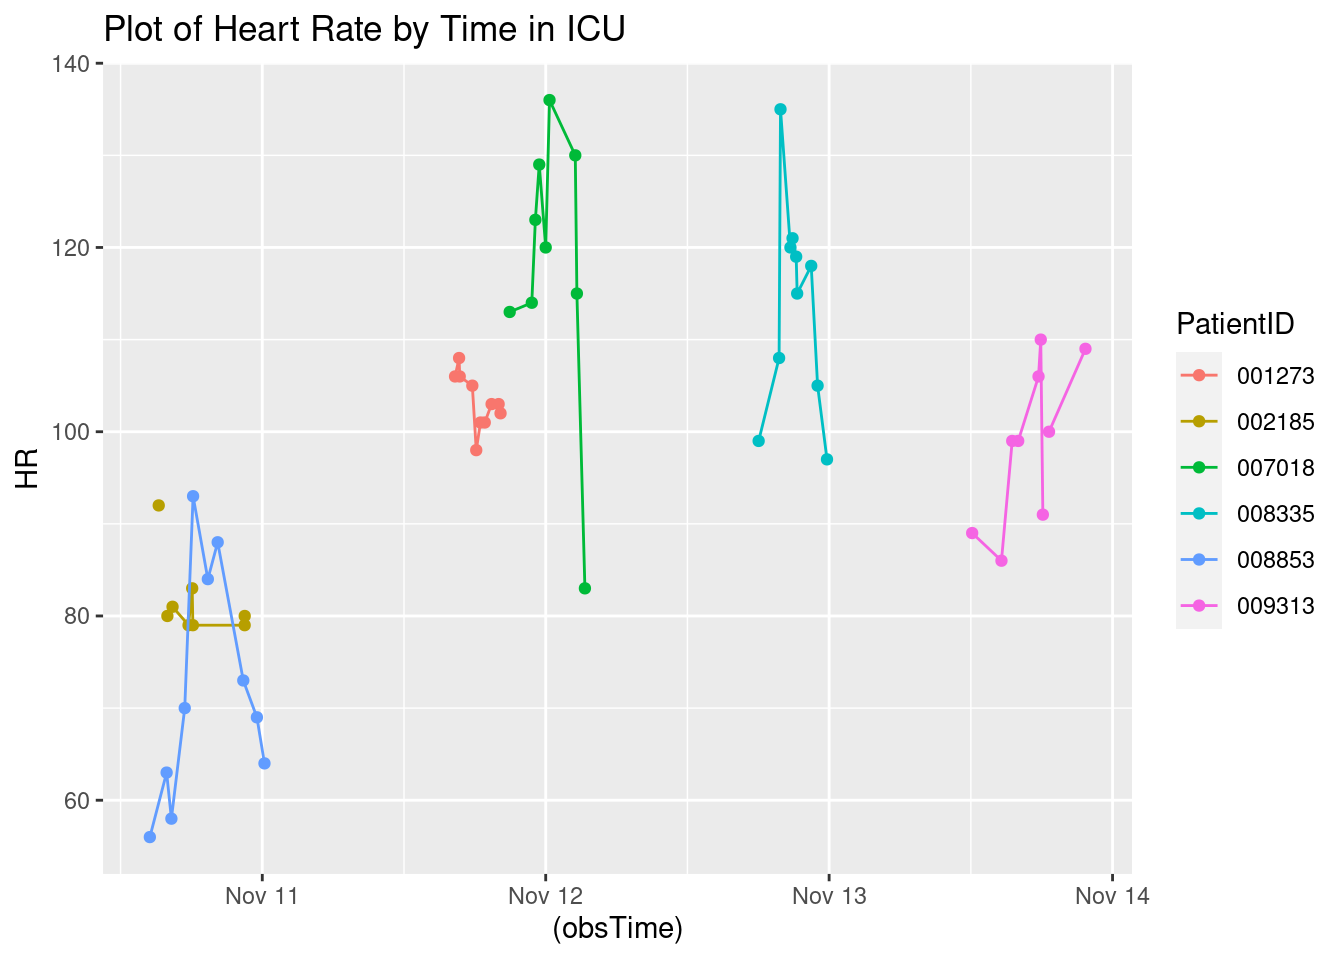 Plot of Heart Rate by Time in ICU
140
120
100
80
60
HR
Nov 11
Nov 12
Nov 13
Nov 14
(obsTime)
PatientID
001273
002185
007018
008335
008853
009313